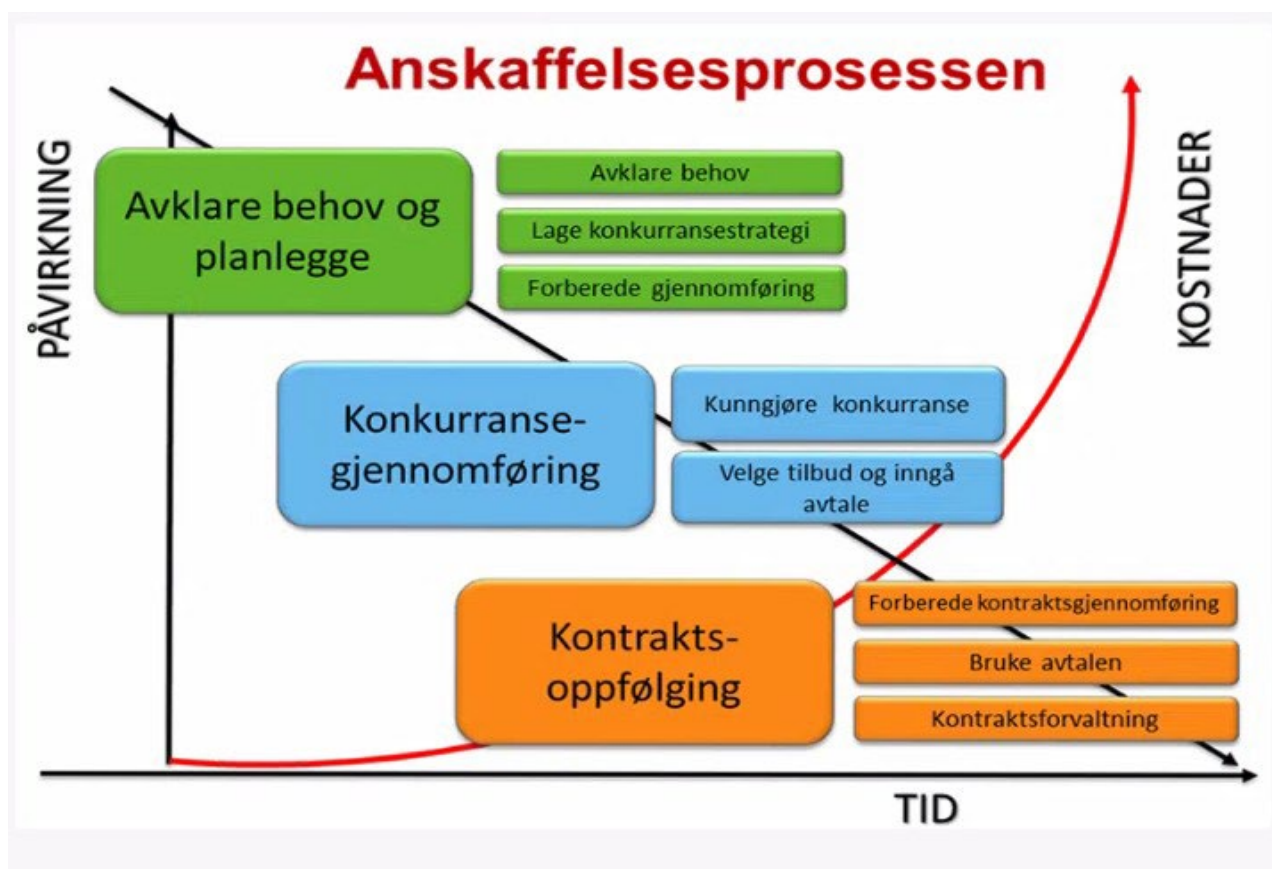 Anskaffelsesprosessen
PÅVIRKNING
KOSTNADER
Avklare behov og
planlegge
Avklare behov
Lage konkurransestrategi
Forberede gjennomføring
Konkurranse-
gjennomføring
Kunngjøre konkurranse
Velge tilbud og inngå
avtale
Kontrakts-
oppfølging
Forberede kontraktsgjennomføring
Bruke avtalen
Kontraktsforvaltning
TID